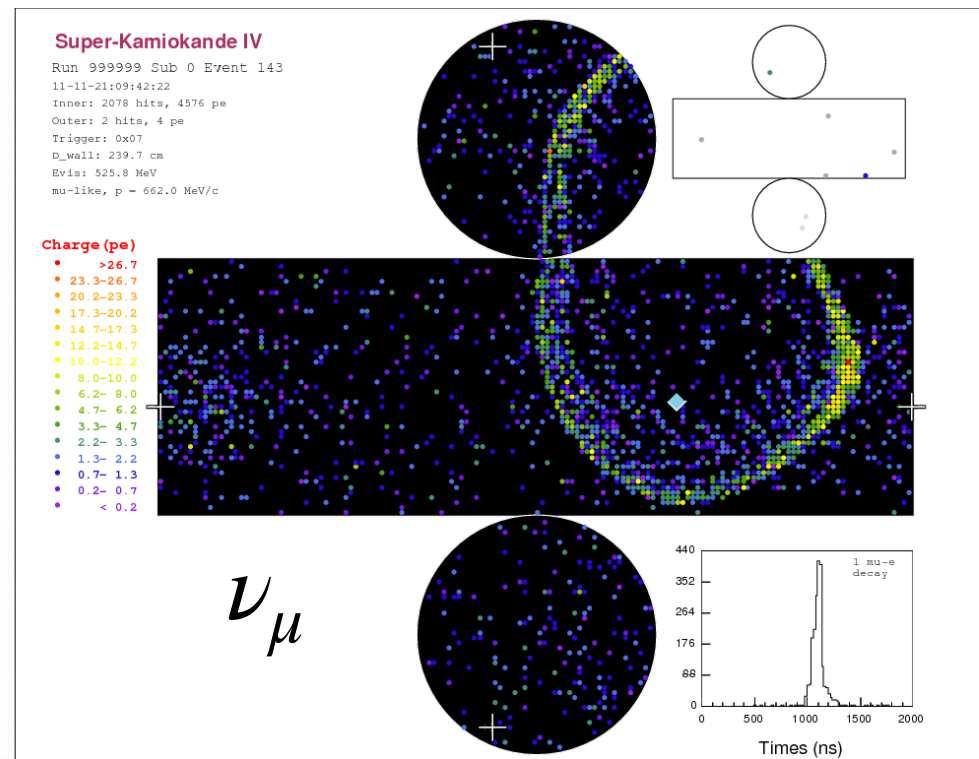 Super-Kamiokande IV
Run 999999 Sub 0 Event 143
11-11-21:09:42:22
Inner: 2078 hits, 4576 pe
Outer: 2 hits, 4 pe
Trigger: 0x07
D_wall: 239.7 cm
Evis: 525.8 MeV
mu-like, p = 662.0 MeV/c
Charge(pe)
>26.7
23.3-26.7
20.2-23.3
17.3-20.2
14.7-17.3
12.2-14.7
10.0-12.2
8.0-10.0
6.2- 8.0
4.7- 6.2
3.3- 4.7
2.2- 3.3
1.3- 2.2
0.7- 1.3
0.2- 0.7
< 0.2
ν_μ
1 mu-e
decay
440
352
264
176
88
0
0 500 1000 1500 2000
Times (ns)